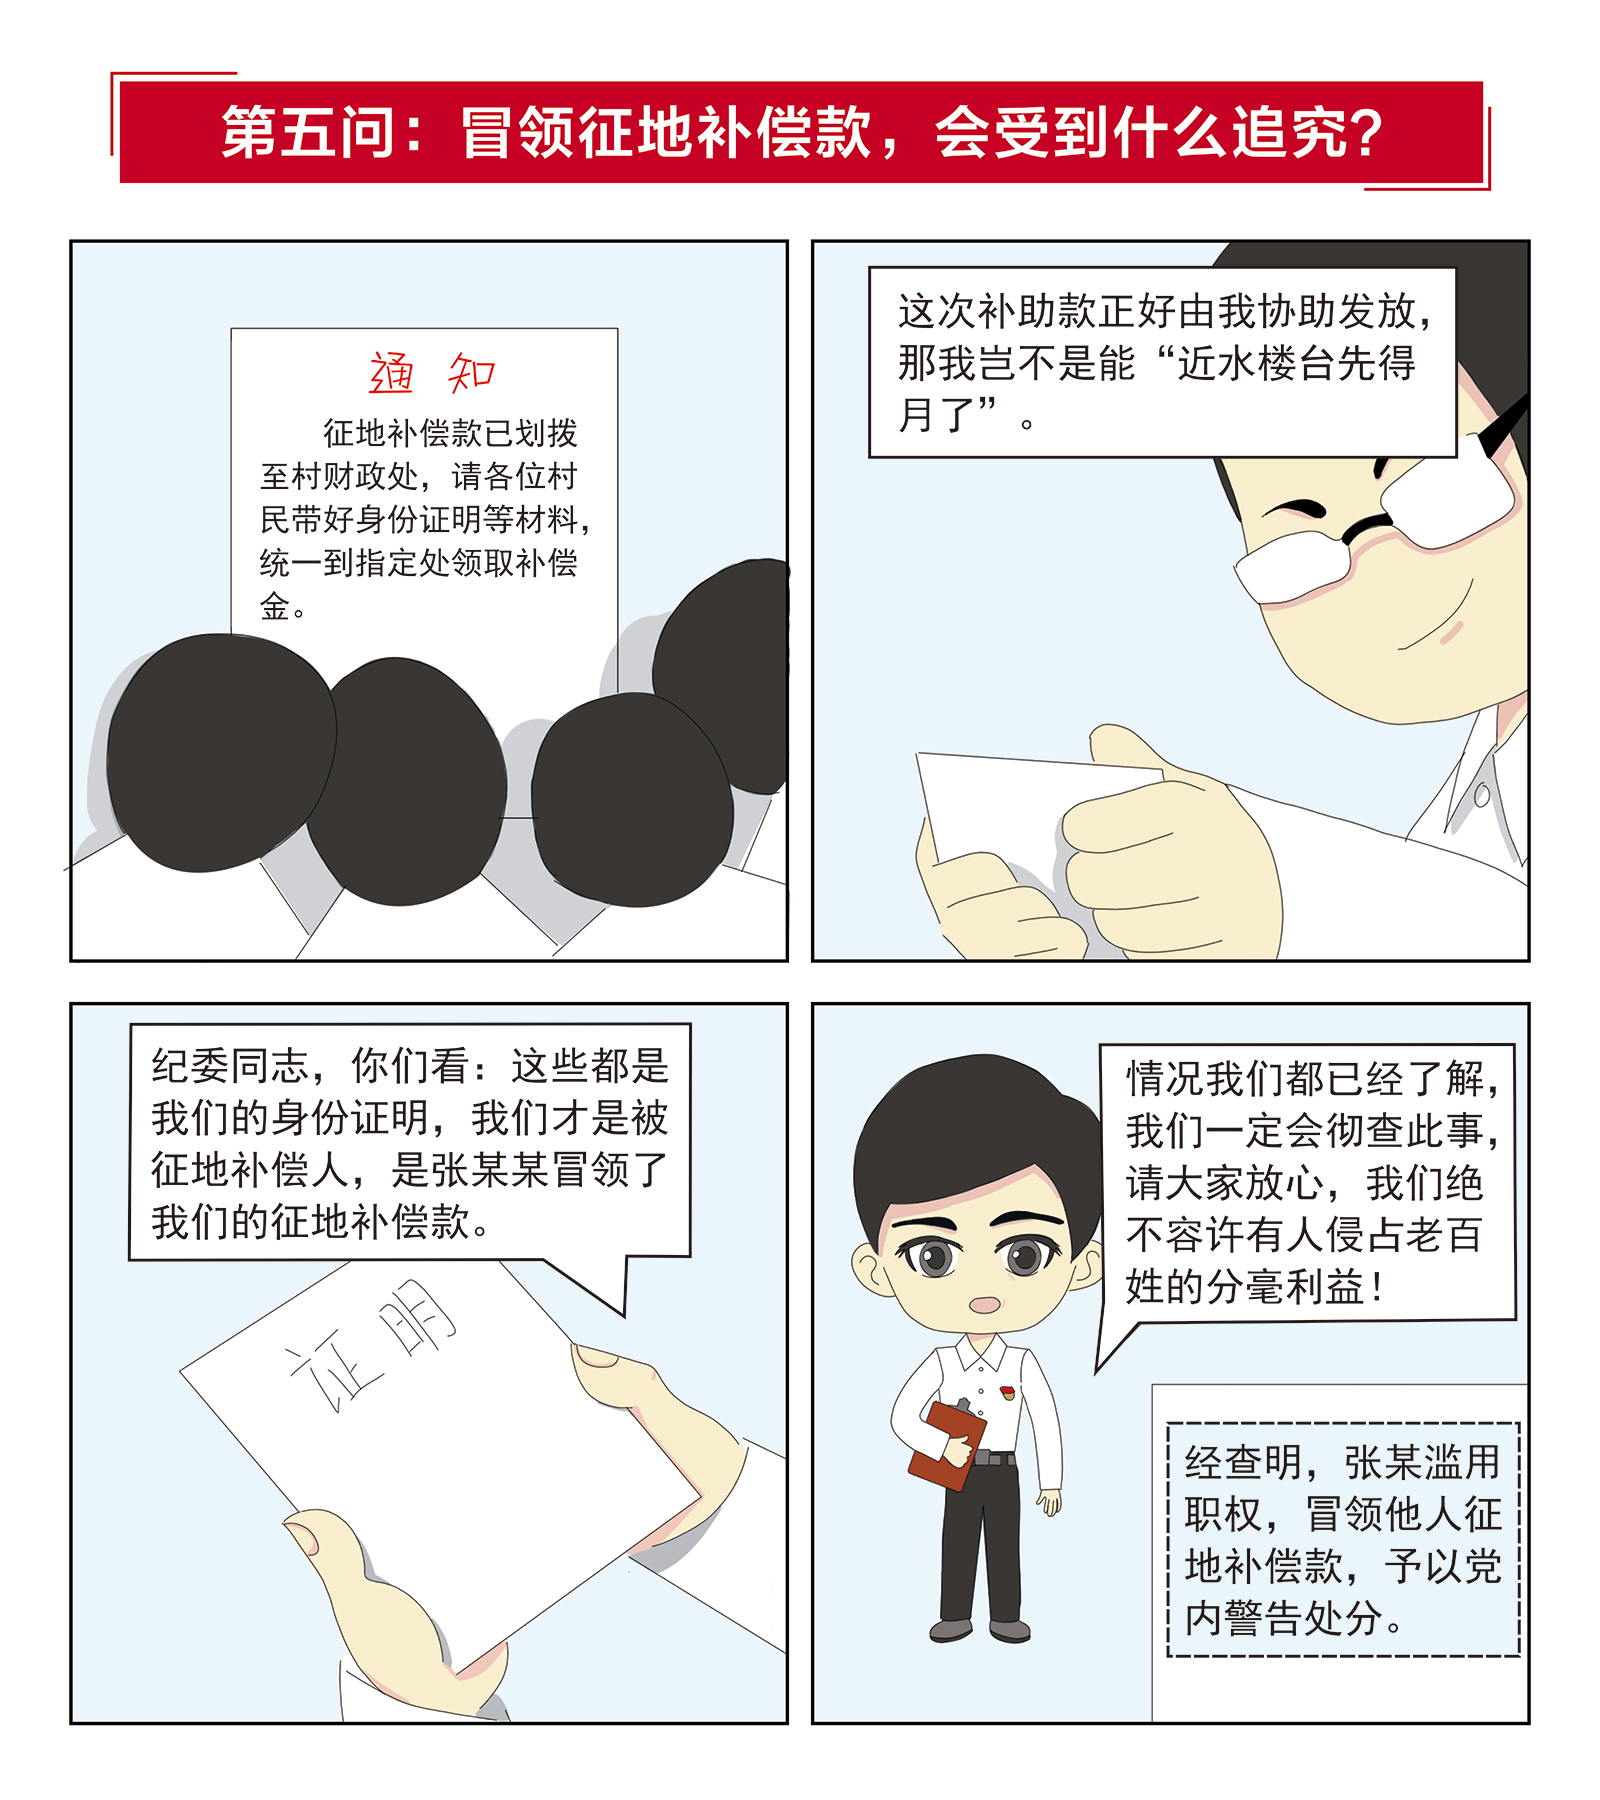 第五问：冒领征地补偿款，会受到什么追究？
通 知
征地补偿款已划拨
至村财政处，请各位村
民带好身份证明等材料，
统一到指定处领取补偿
金。
这次补助款正好由我协助发放，
那我岂不是能“近水楼台先得
月了”。
纪委同志，你们看：这些都是
我们的身份证明，我们才是被
征地补偿人，是张某某冒领了
我们的征地补偿款。
证明
情况我们都已经了解，
我们一定会彻查此事，
请大家放心，我们绝
不容许有人侵占老百
姓的分毫利益！
经查明，张某滥用
职权，冒领他人征
地补偿款，予以党
内警告处分。